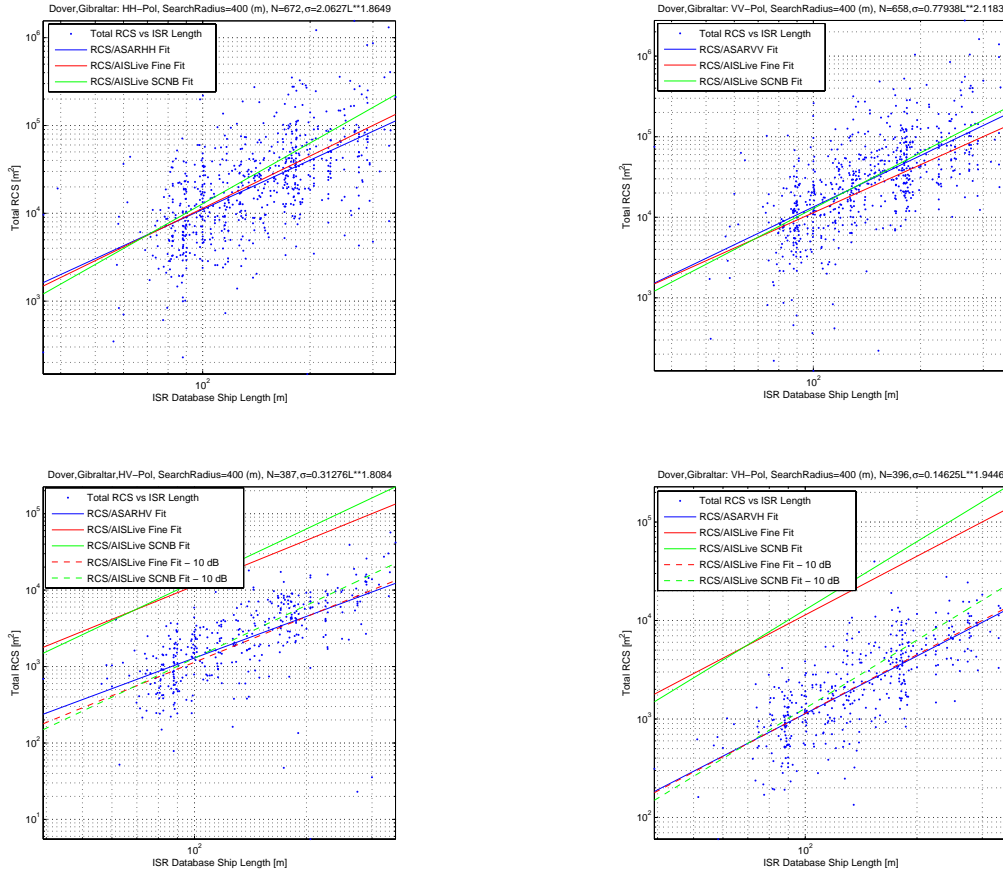 Dover,Gibraltar: HH−Pol, SearchRadius=400 (m), N=672,σ=2.0627L**1.8649
Total RCS vs ISR Length
RCS/ASARHH Fit
RCS/AISLive Fine Fit
RCS/AISLive SCNB Fit
10^6
10^5
10^4
10^3
Total RCS [m^2]
10^2
ISR Database Ship Length [m]
Dover,Gibraltar: VV−Pol, SearchRadius=400 (m), N=658,σ=0.77938L**2.1183
Total RCS vs ISR Length
RCS/ASARVV Fit
RCS/AISLive Fine Fit
RCS/AISLive SCNB Fit
10^6
10^5
10^4
10^3
Total RCS [m^2]
10^2
ISR Database Ship Length [m]
Dover,Gibraltar,HV−Pol, SearchRadius=400 (m), N=387,σ=0.31276L**1.8084
Total RCS vs ISR Length
RCS/ASARHV Fit
RCS/AISLive Fine Fit
RCS/AISLive SCNB Fit
RCS/AISLive Fine Fit − 10 dB
RCS/AISLive SCNB Fit − 10 dB
10^5
10^4
10^3
10^2
10^1
Total RCS [m^2]
10^2
ISR Database Ship Length [m]
Dover,Gibraltar: VH−Pol, SearchRadius=400 (m), N=396,σ=0.14625L**1.9446
Total RCS vs ISR Length
RCS/ASARVH Fit
RCS/AISLive Fine Fit
RCS/AISLive SCNB Fit
RCS/AISLive Fine Fit − 10 dB
RCS/AISLive SCNB Fit − 10 dB
10^5
10^4
10^3
10^2
Total RCS [m^2]
10^2
ISR Database Ship Length [m]